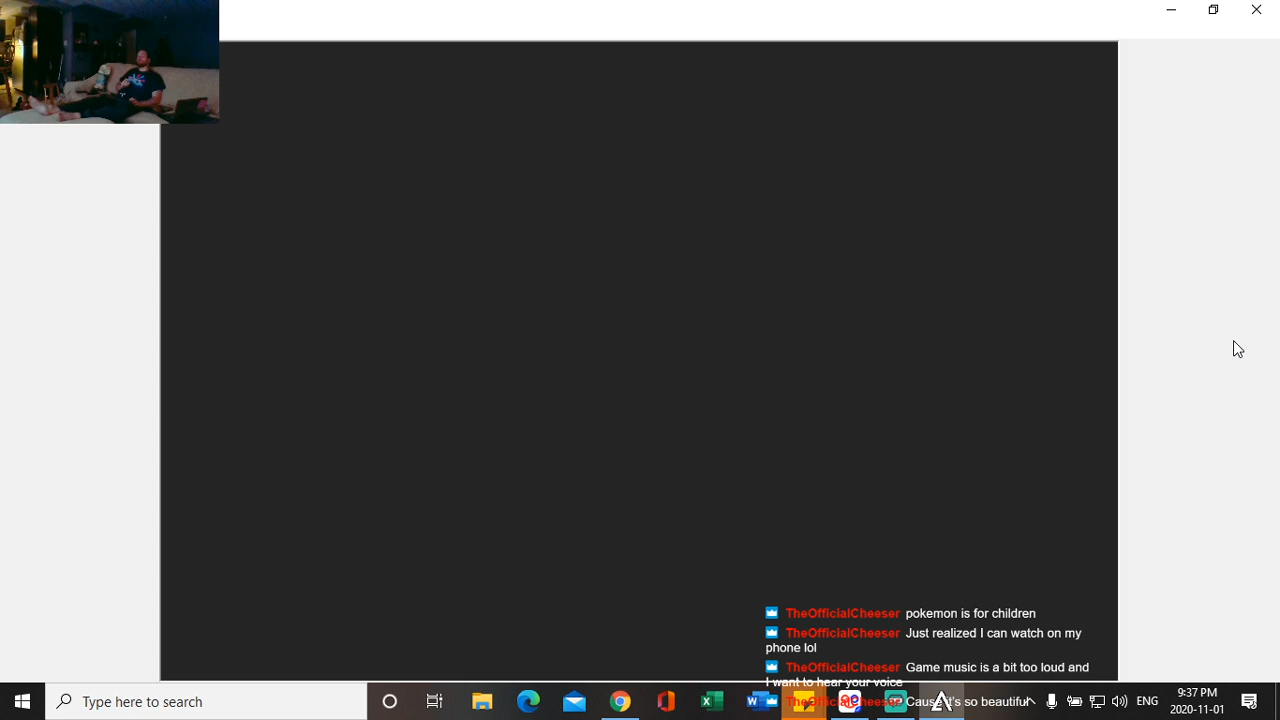 TheOfficialCheeser pokemon is for children
TheOfficialCheeser Just realized I can watch on my
phone lol
TheOfficialCheeser Game music is a bit too loud and
I want to hear your voice
TheOfficialCheeser Cause it's so beautiful
Type here to search
ENG
9:37 PM
2020-11-01